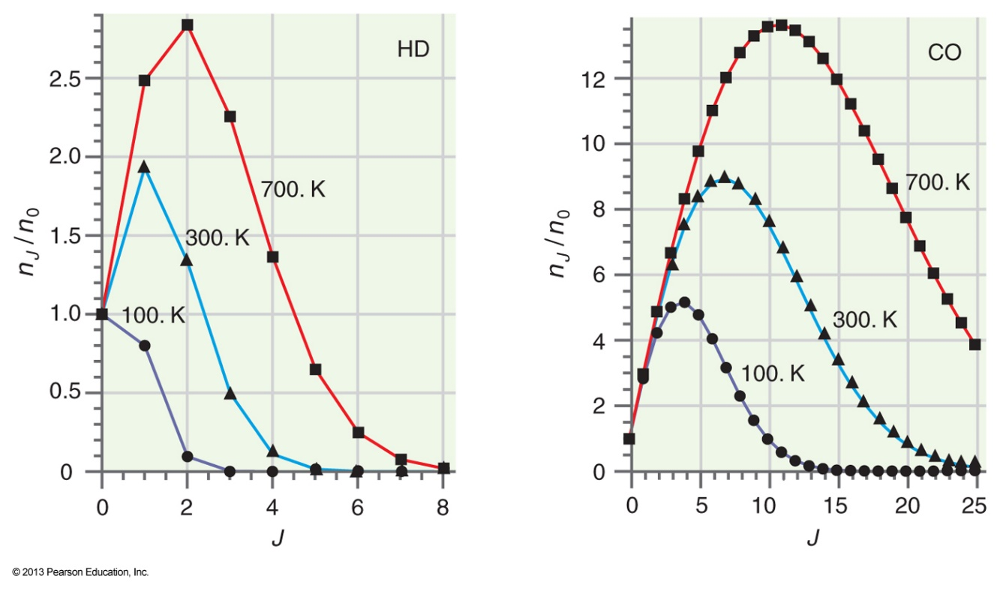 HD
n_J / n_0
2.5
2.0
1.5
1.0
0.5
0
700. K
300. K
100. K
0 2 4 6 8
J
CO
n_J / n_0
12
10
8
6
4
2
0
700. K
300. K
100. K
0 5 10 15 20 25
J
© 2013 Pearson Education, Inc.